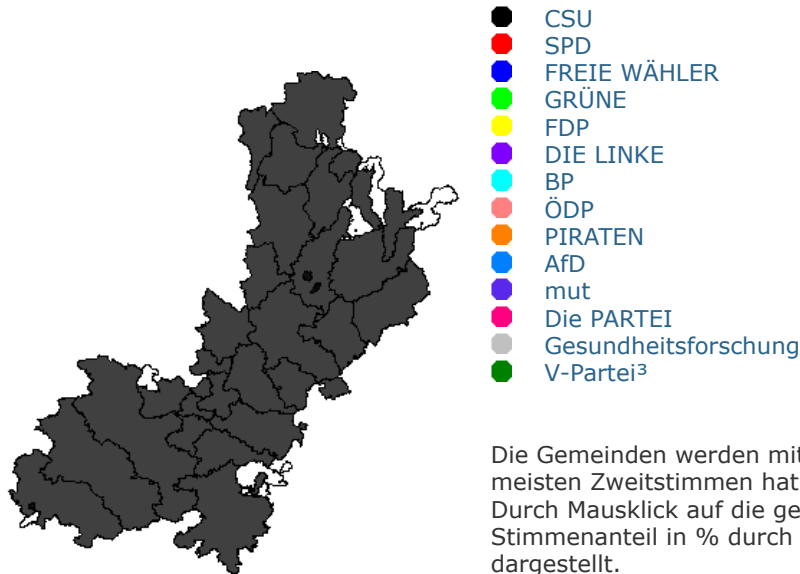 CSU
SPD
FREIE WÄHLER
GRÜNE
FDP
DIE LINKE
BP
ÖDP
PIRATEN
AfD
mut
Die PARTEI
Gesundheitsforschung
V-Partei³
Die Gemeinden werden mit
meisten Zweitstimmen hat
Durch Mausklick auf die ge
Stimmenanteil in % durch
dargestellt.